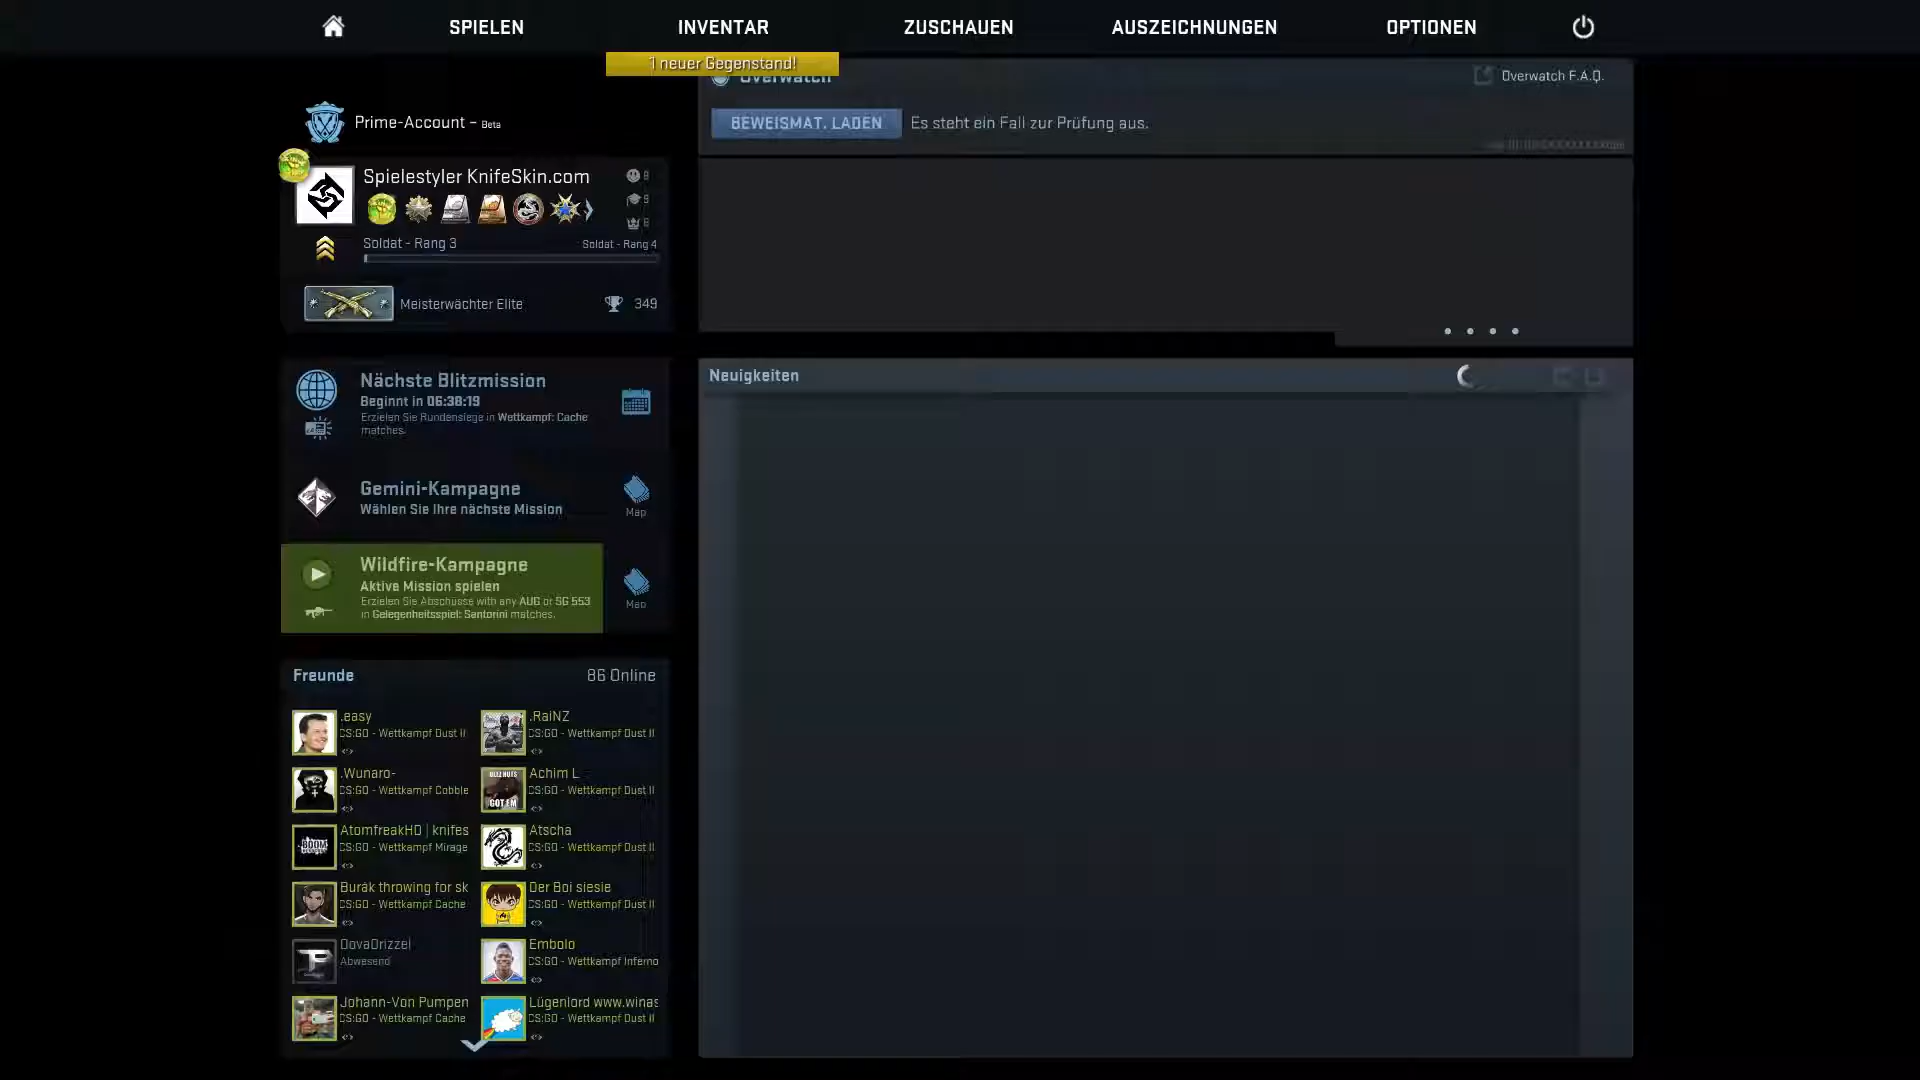 SPIELEN
INVENTAR
ZUSCHAUEN
AUSZEICHNUNGEN
OPTIONEN
1 neuer Gegenstand!
Overwatch
Overwatch F.A.Q.
BEWEISMAT. LADEN
Es steht ein Fall zur Prüfung aus.
Prime-Account - Beta
Spielestyler KnifeSkin.com
8
9
8
Soldat - Rang 3
Soldat - Rang 4
Meisterwächter Elite
349
Nächste Blitzmission
Beginnt in 06:38:19
Erzielen Sie Rundensiege in Wettkampf: Cache
matches.
Gemini-Kampagne
Wählen Sie Ihre nächste Mission
Map
Wildfire-Kampagne
Aktive Mission spielen
Erzielen Sie Abschüsse with any AUG or SG 553
in Gelegenheitsspiel: Santorini matches.
Map
Neuigkeiten
Freunde
86 Online
.easy
CS:GO - Wettkampf Dust II
.RaiNZ
CS:GO - Wettkampf Dust II
.Wunaro-
CS:GO - Wettkampf Cobble
GOT EM
Achim L
CS:GO - Wettkampf Dust II
BOOM
AtomfreakHD | knifes
CS:GO - Wettkampf Mirage
Atscha
CS:GO - Wettkampf Dust II
Burak throwing for sk
CS:GO - Wettkampf Cache
Der Boi siesie
CS:GO - Wettkampf Dust II
DovaDrizzel
Abwesend
Embolo
CS:GO - Wettkampf Inferno
Johann-Von Pumpen
CS:GO - Wettkampf Cache
Lügenlord www.winas
CS:GO - Wettkampf Dust II